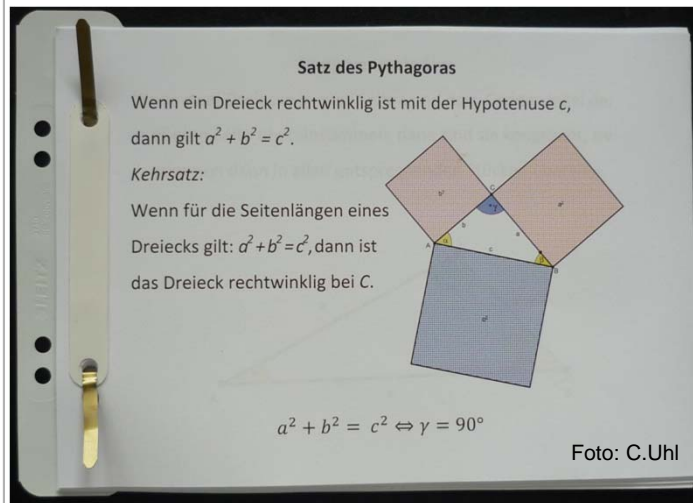 Satz des Pythagoras
Wenn ein Dreieck rechtwinklig ist mit der Hypotenuse c,
dann gilt a² + b² = c².
Kehrsatz:
Wenn für die Seitenlängen eines
Dreiecks gilt: a²+b²=c², dann ist
das Dreieck rechtwinklig bei C.
C
γ
b
a
A
α
c
β
B
a² + b² = c² ⇔ γ = 90°
Foto: C.Uhl